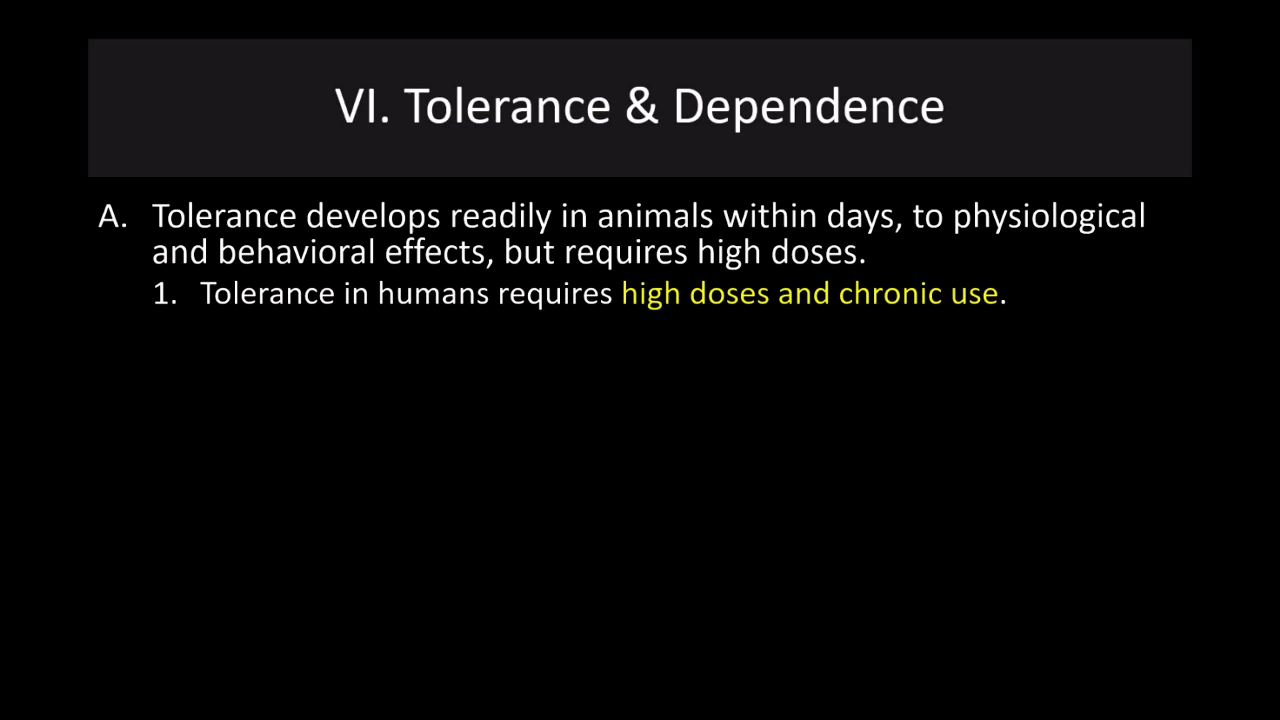 VI. Tolerance & Dependence
A. Tolerance develops readily in animals within days, to physiological
and behavioral effects, but requires high doses.
1. Tolerance in humans requires high doses and chronic use.